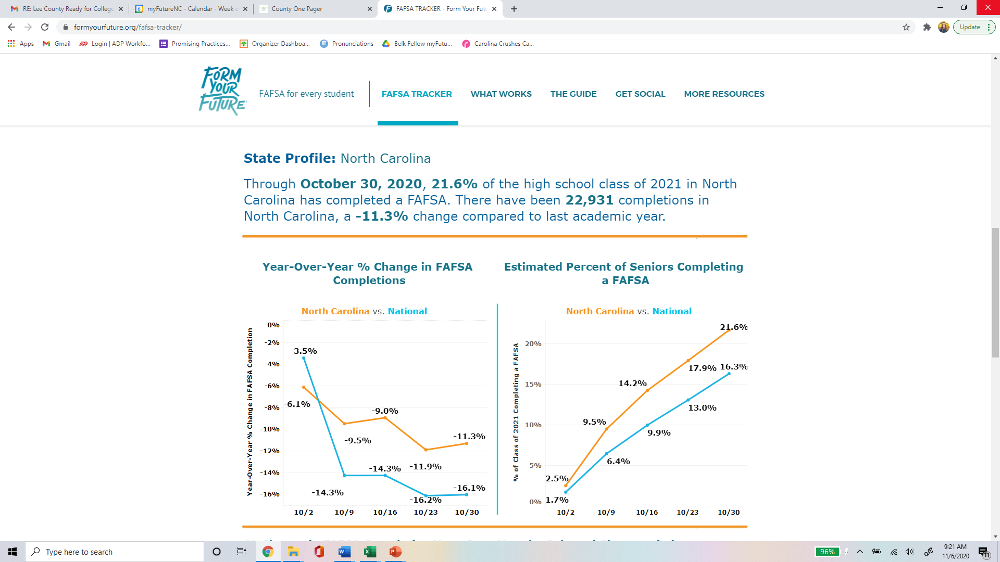 RE: Lee County Ready for College
myFutureNC - Calendar - Week o
County One Pager
FAFSA TRACKER - Form Your Futu
formyourfuture.org/fafsa-tracker/
Update
Apps
Gmail
Login | ADP Workfo...
Promising Practices...
Organizer Dashboa...
Pronunciations
Belk Fellow myFutu...
Carolina Crushes Ca...
FORM
YOUR
FUTURE
FAFSA for every student
FAFSA TRACKER
WHAT WORKS
THE GUIDE
GET SOCIAL
MORE RESOURCES
State Profile: North Carolina
Through October 30, 2020, 21.6% of the high school class of 2021 in North
Carolina has completed a FAFSA. There have been 22,931 completions in
North Carolina, a -11.3% change compared to last academic year.
Year-Over-Year % Change in FAFSA
Completions
North Carolina vs. National
Year-Over-Year % Change in FAFSA Completion
0%
-2%
-4%
-6%
-8%
-10%
-12%
-14%
-16%
-3.5%
-6.1%
-9.0%
-9.5%
-11.3%
-14.3%
-11.9%
-14.3%
-16.1%
-16.2%
10/2
10/9
10/16
10/23
10/30
Estimated Percent of Seniors Completing
a FAFSA
North Carolina vs. National
% of Class of 2021 Completing a FAFSA
20%
15%
10%
5%
0%
21.6%
17.9%
16.3%
14.2%
13.0%
9.5%
9.9%
6.4%
2.5%
1.7%
10/2
10/9
10/16
10/23
10/30
Type here to search
96%
9:21 AM
11/6/2020
11